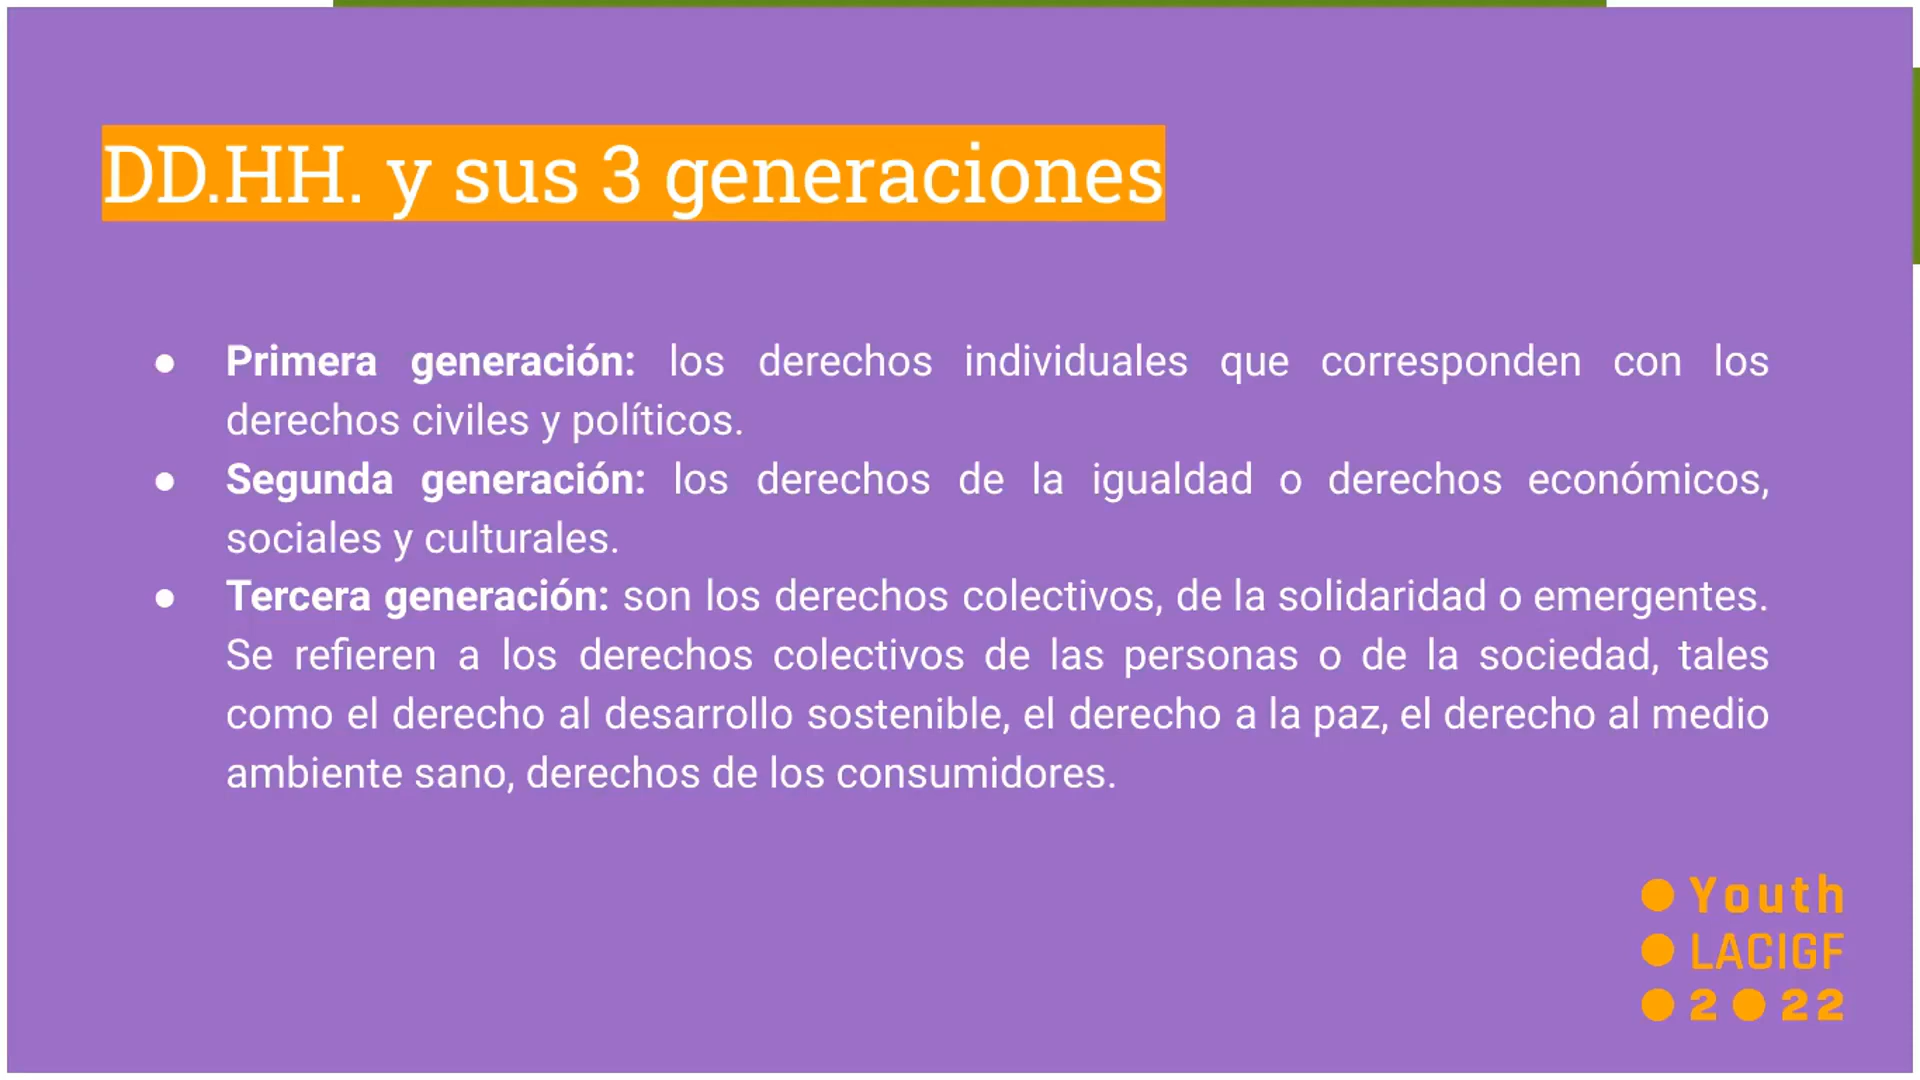 DD.HH. y sus 3 generaciones
● Primera generación: los derechos individuales que corresponden con los
derechos civiles y políticos.
● Segunda generación: los derechos de la igualdad o derechos económicos,
sociales y culturales.
● Tercera generación: son los derechos colectivos, de la solidaridad o emergentes.
Se refieren a los derechos colectivos de las personas o de la sociedad, tales
como el derecho al desarrollo sostenible, el derecho a la paz, el derecho al medio
ambiente sano, derechos de los consumidores.
Youth
LACIGF
2022